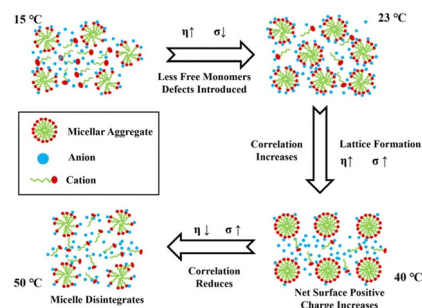 15 ℃
η↑ σ↓
23 ℃
Less Free Monomers
Defects Introduced
Micellar Aggregate
Anion
Cation
Correlation
Increases
Lattice Formation
η↑ σ ↑
η ↓ σ ↑
Correlation
Reduces
50 ℃
Micelle Disintegrates
40 ℃
Net Surface Positive
Charge Increases